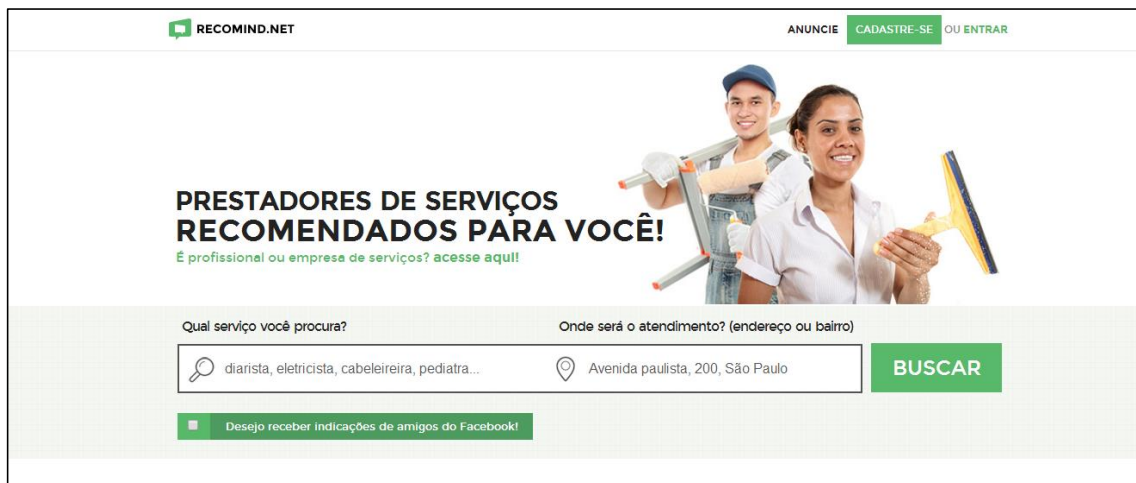 RECOMIND.NET
ANUNCIE CADASTRE-SE OU ENTRAR
PRESTADORES DE SERVIÇOS
RECOMENDADOS PARA VOCÊ!
É profissional ou empresa de serviços? acesse aqui!
Qual serviço você procura?
Onde será o atendimento? (endereço ou bairro)
diarista, eletricista, cabeleireira, pediatra...
Avenida paulista, 200, São Paulo
BUSCAR
Desejo receber indicações de amigos do Facebook!